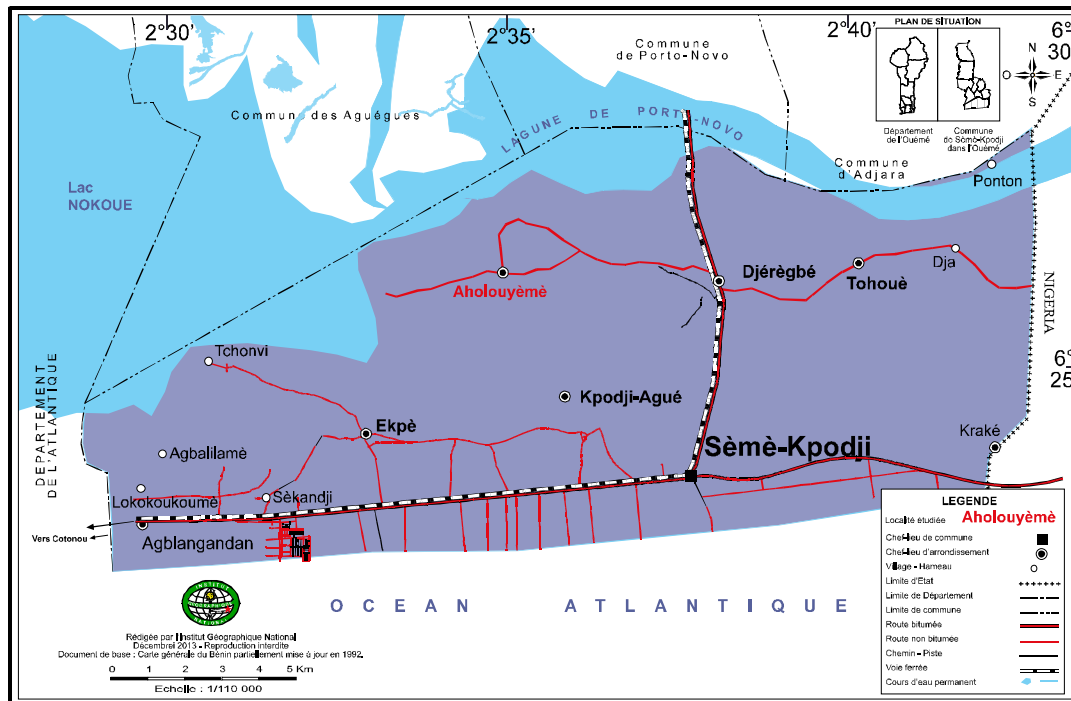 2°30'
2°35'
2°40'
6°
30'
PLAN DE SITUATION
N
O
E
S
Département
de l'Ouémé
Commune
de Sèmè-Kpodji
dans l'Ouémé
Commune
de Porto-Novo
Commune des Aguégues
LAGUNE DE PORTO-NOVO
Commune
d Adjara
Ponton
Lac
NOKOUE
Aholouyèmè
Djérègbé
Tohouè
Dja
NIGERIA
Tchonvi
6°
25'
DEPARTEMENT
DE L'ATLANTIQUE
Kpodji-Agué
Ekpè
Sèmè-Kpodji
Kraké
Agbalilamè
Lokokoukoumè
Sèkandji
Vers Cotonou
Agblangandan
OCEAN ATLANTIQUE
LEGENDE
Localité étudiée Aholouyèmè
Chef-lieu de commune
Chef-lieu d'arrondissement
Village - Hameau
Limite d'Etat
Limite de Département
Limite de commune
Route bitumée
Route non bitumée
Chemin - Piste
Voie ferrée
Cours d'eau permanent
INSTITUT
GEOGRAPHIQUE
NATIONAL
Rédigée par l'Institut Géographique National
Décembre 2013 - Reproduction interdite
Document de base : Carte générale du Bénin partiellement mise à jour en 1992.
0 1 2 3 4 5 Km
Echelle : 1/110 000